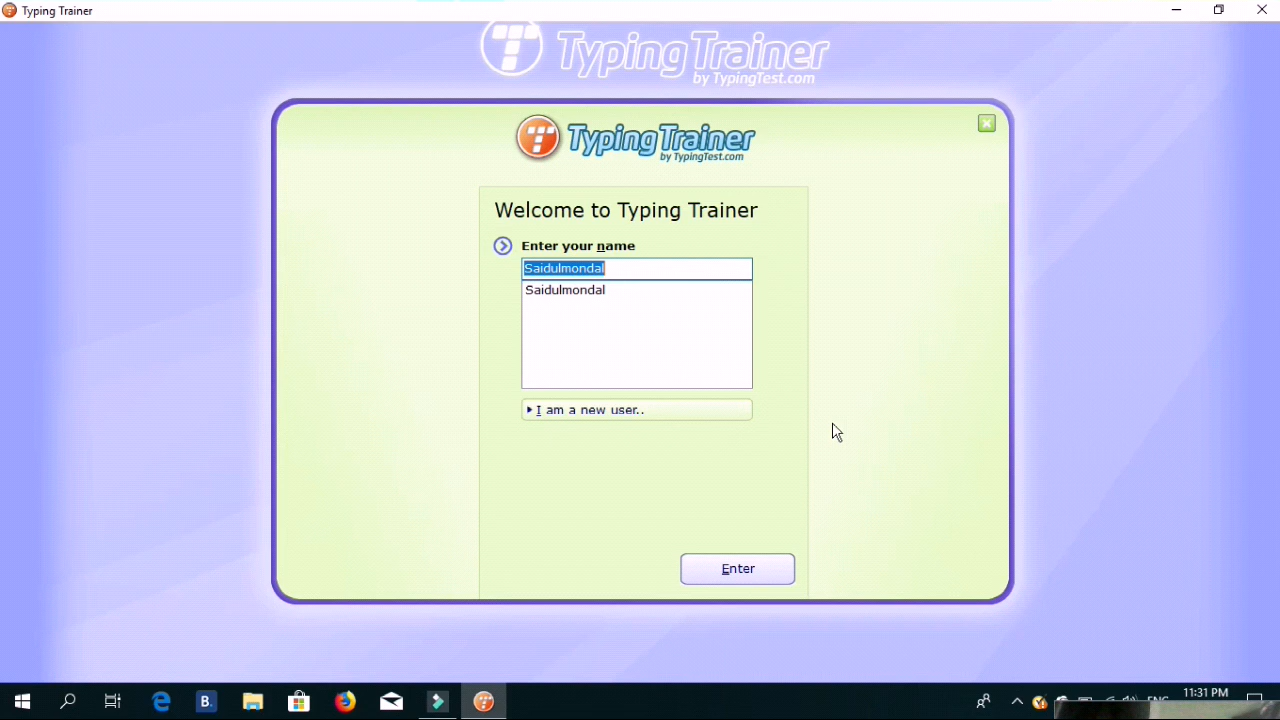 Typing Trainer
Typing Trainer
by TypingTest.com
Typing Trainer
by TypingTest.com
Welcome to Typing Trainer
Enter your name
Saidulmondal
Saidulmondal
I am a new user..
Enter
B.
11:31 PM